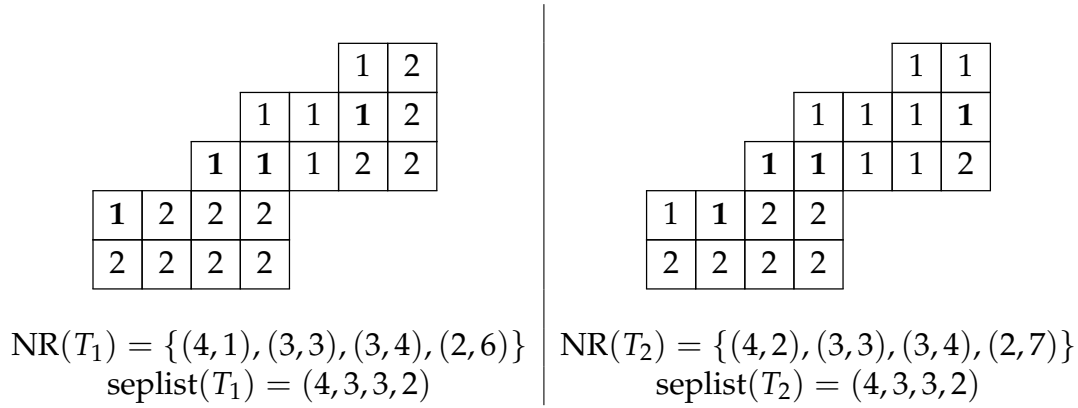 1 2
1 1 1 2
1 1 1 2 2
1 2 2 2
2 2 2 2
NR(T₁) = {(4,1),(3,3),(3,4),(2,6)}
seplist(T₁) = (4,3,3,2)
1 1
1 1 1 1
1 1 1 1 2
1 1 2 2
2 2 2 2
NR(T₂) = {(4,2),(3,3),(3,4),(2,7)}
seplist(T₂) = (4,3,3,2)